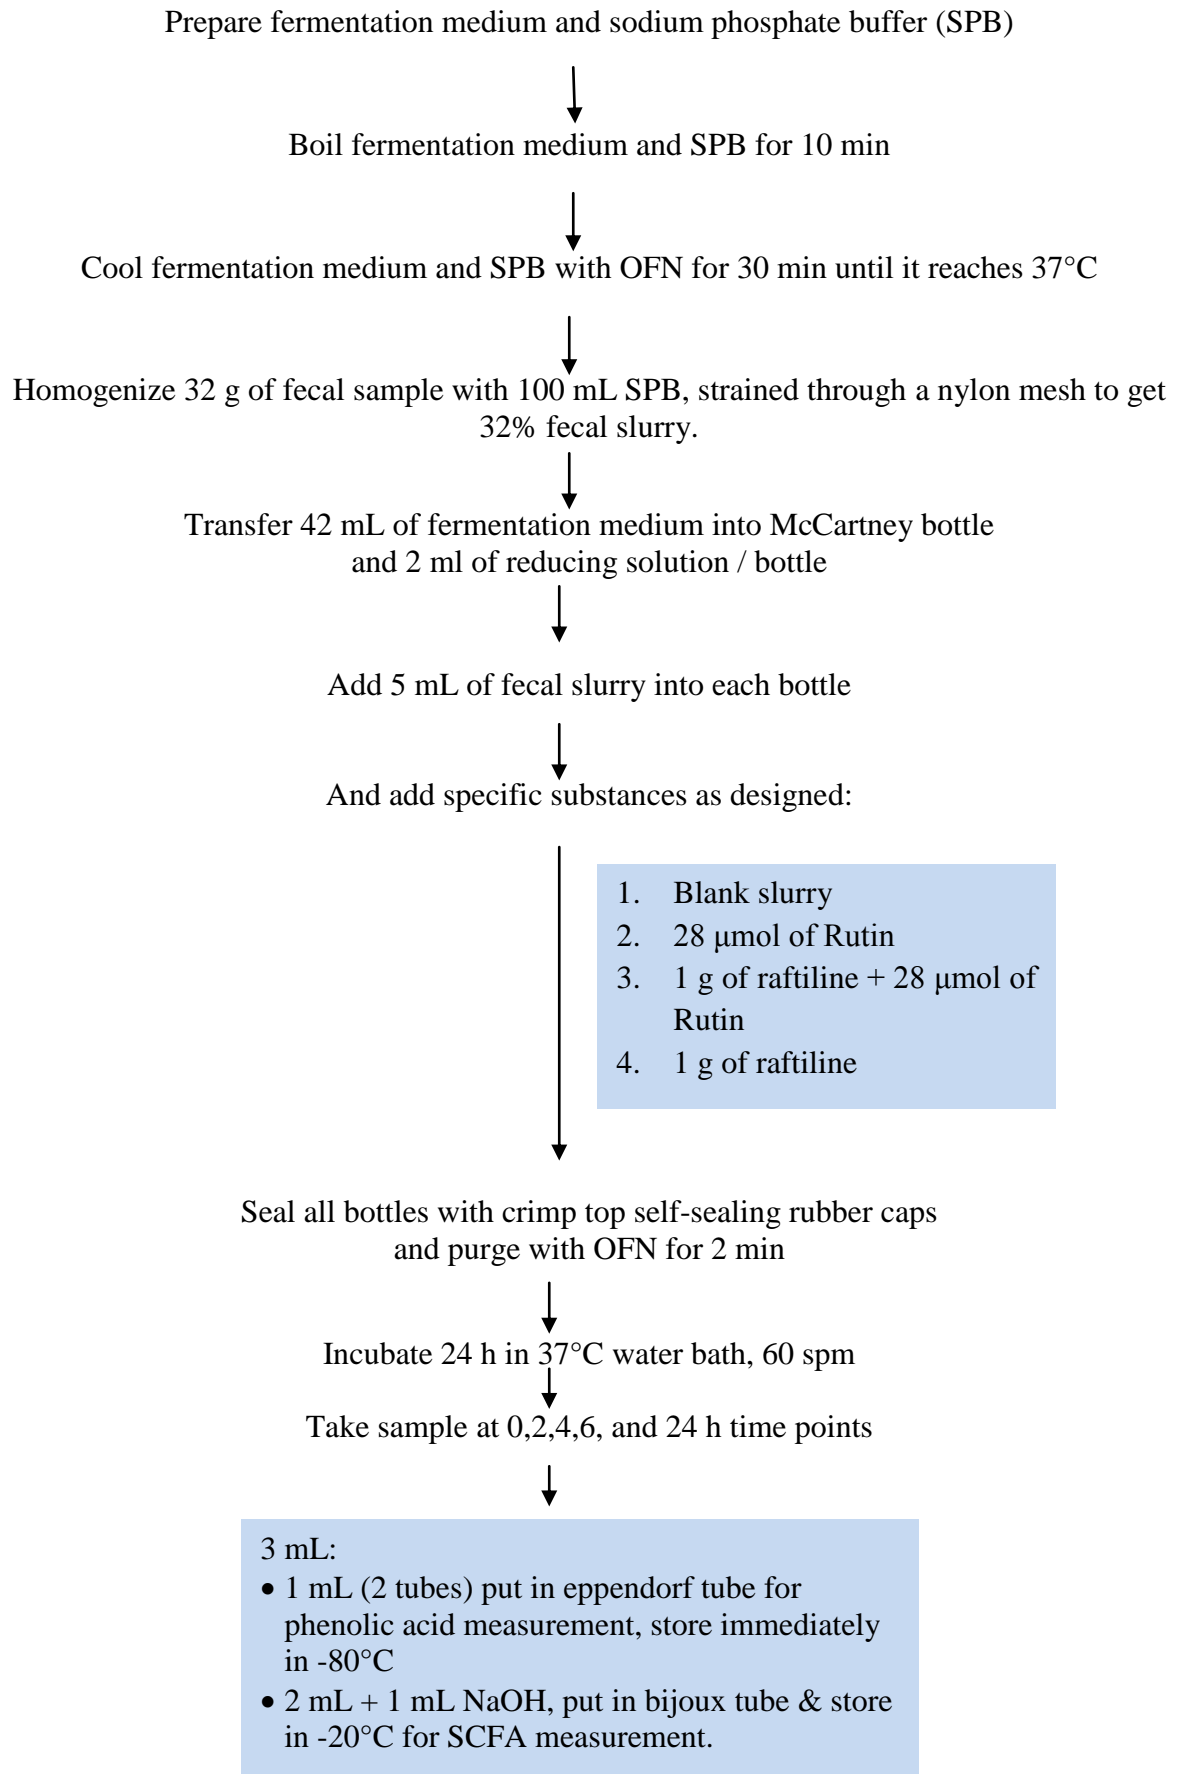 Prepare fermentation medium and sodium phosphate buffer (SPB)
Boil fermentation medium and SPB for 10 min
Cool fermentation medium and SPB with OFN for 30 min until it reaches 37°C
Homogenize 32 g of fecal sample with 100 mL SPB, strained through a nylon mesh to get
32% fecal slurry.
Transfer 42 mL of fermentation medium into McCartney bottle
and 2 ml of reducing solution / bottle
Add 5 mL of fecal slurry into each bottle
And add specific substances as designed:
1. Blank slurry
2. 28 μmol of Rutin
3. 1 g of raftiline + 28 μmol of
Rutin
4. 1 g of raftiline
Seal all bottles with crimp top self-sealing rubber caps
and purge with OFN for 2 min
Incubate 24 h in 37°C water bath, 60 spm
Take sample at 0,2,4,6, and 24 h time points
3 mL:
• 1 mL (2 tubes) put in eppendorf tube for
phenolic acid measurement, store immediately
in -80°C
• 2 mL + 1 mL NaOH, put in bijoux tube & store
in -20°C for SCFA measurement.